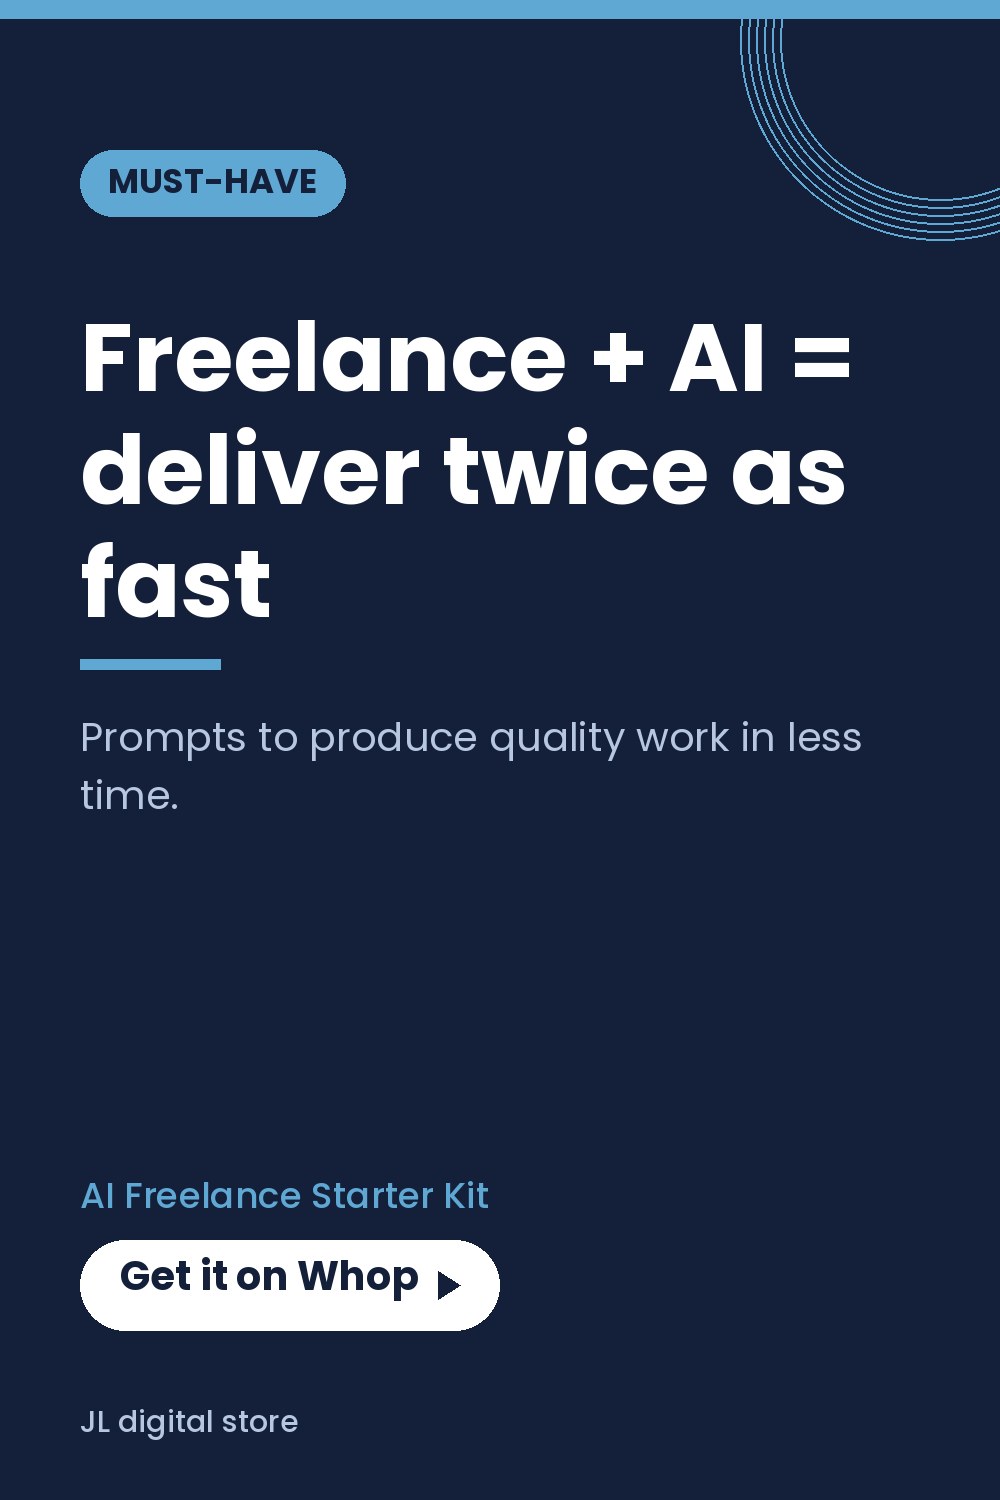 MUST-HAVE
Freelance + AI =
deliver twice as
fast
Prompts to produce quality work in less
time.
AI Freelance Starter Kit
Get it on Whop
JL digital store